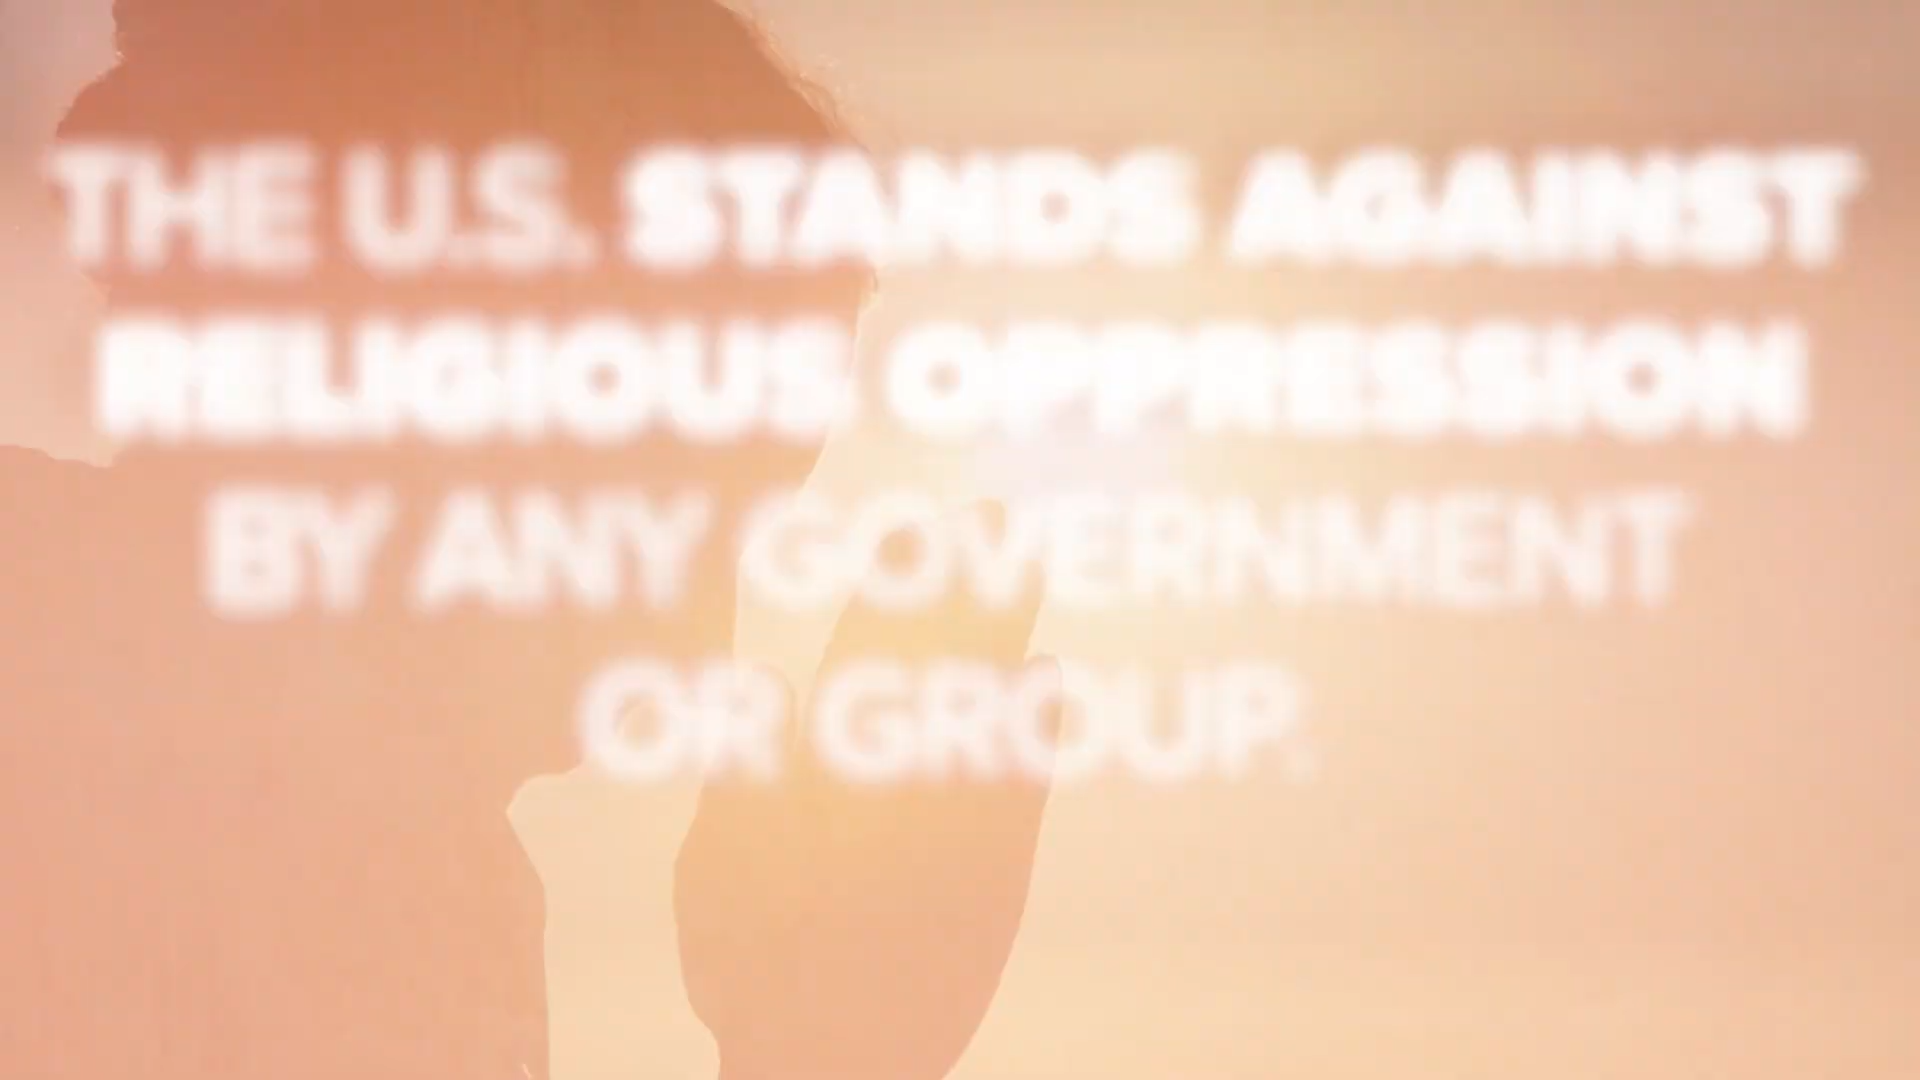 THE U.S. STANDS AGAINST
RELIGIOUS OPPRESSION
BY ANY GOVERNMENT
OR GROUP.